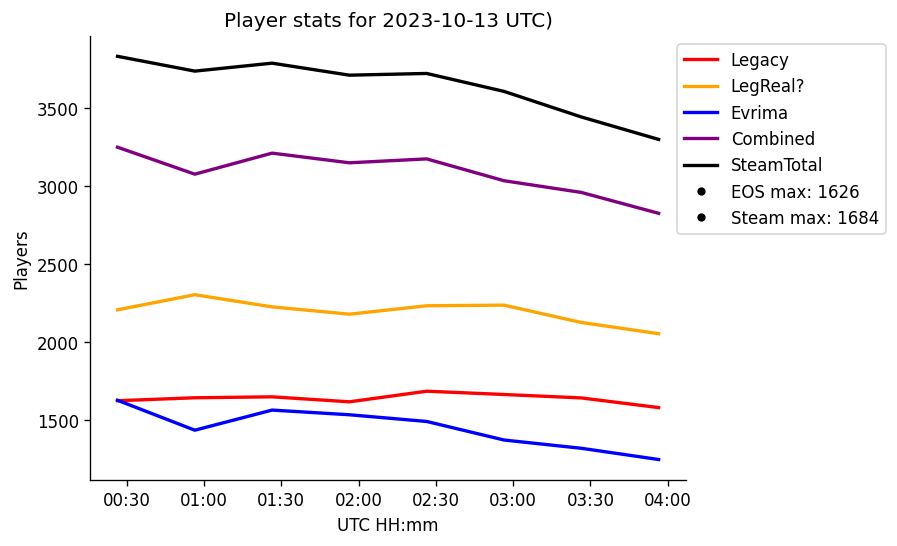 Player stats for 2023-10-13 UTC)
Legacy
LegReal?
Evrima
Combined
SteamTotal
EOS max: 1626
Steam max: 1684
Players
3500
3000
2500
2000
1500
00:30 01:00 01:30 02:00 02:30 03:00 03:30 04:00
UTC HH:mm